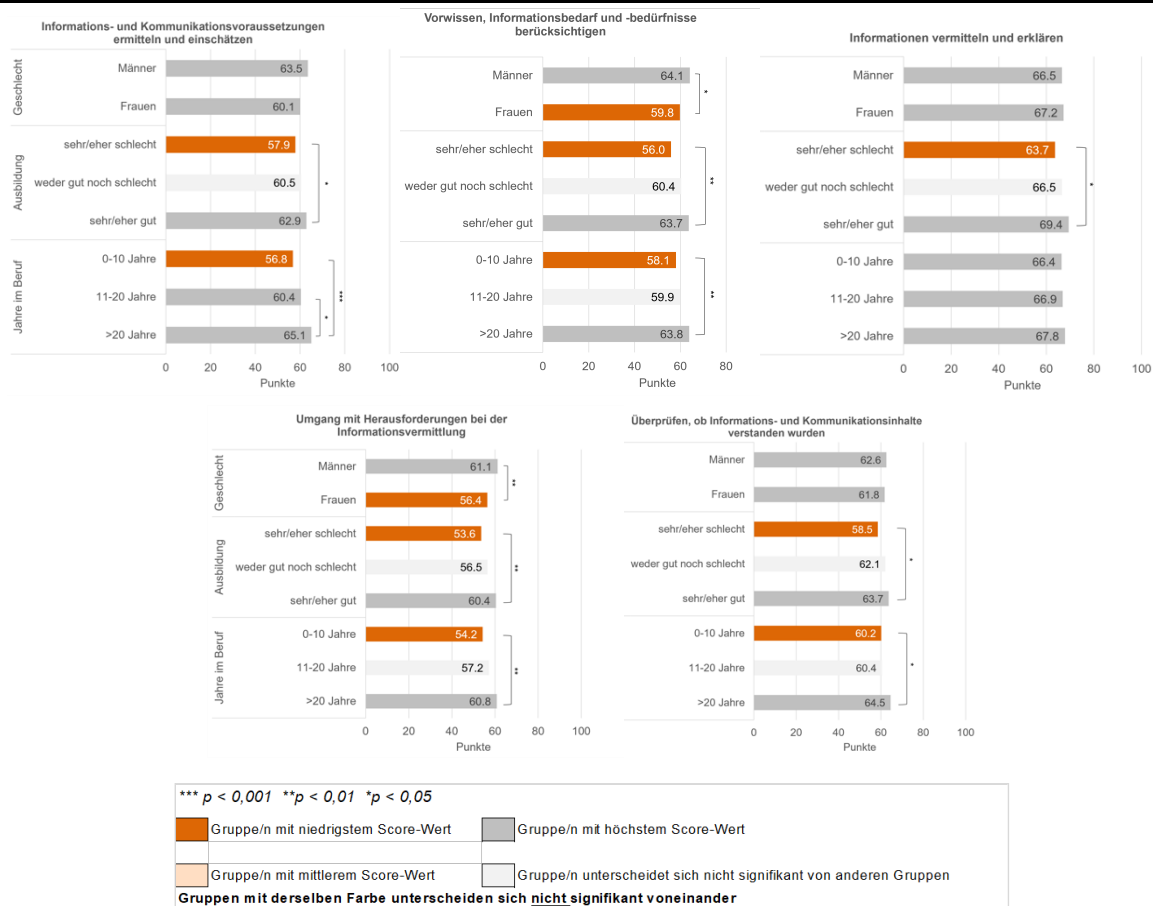 Informations- und Kommunikationsvoraussetzungen
ermitteln und einschätzen
Geschlecht
Männer 63.5
Frauen 60.1
Ausbildung
sehr/eher schlecht 57.9
weder gut noch schlecht 60.5
sehr/eher gut 62.9
*
Jahre im Beruf
0-10 Jahre 56.8
11-20 Jahre 60.4
>20 Jahre 65.1
*
***
0 20 40 60 80 100
Punkte
Vorwissen, Informationsbedarf und -bedürfnisse
berücksichtigen
Männer 64.1
Frauen 59.8
*
sehr/eher schlecht 56.0
weder gut noch schlecht 60.4
sehr/eher gut 63.7
**
0-10 Jahre 58.1
11-20 Jahre 59.9
>20 Jahre 63.8
**
0 20 40 60 80
Punkte
Informationen vermitteln und erklären
Männer 66.5
Frauen 67.2
sehr/eher schlecht 63.7
weder gut noch schlecht 66.5
sehr/eher gut 69.4
*
0-10 Jahre 66.4
11-20 Jahre 66.9
>20 Jahre 67.8
0 20 40 60 80 100
Punkte
Umgang mit Herausforderungen bei der
Informationsvermittlung
Geschlecht
Männer 61.1
Frauen 56.4
**
Ausbildung
sehr/eher schlecht 53.6
weder gut noch schlecht 56.5
sehr/eher gut 60.4
**
Jahre im Beruf
0-10 Jahre 54.2
11-20 Jahre 57.2
>20 Jahre 60.8
**
0 20 40 60 80 100
Punkte
Überprüfen, ob Informations- und Kommunikationsinhalte
verstanden wurden
Männer 62.6
Frauen 61.8
sehr/eher schlecht 58.5
weder gut noch schlecht 62.1
sehr/eher gut 63.7
*
0-10 Jahre 60.2
11-20 Jahre 60.4
>20 Jahre 64.5
*
0 20 40 60 80 100
Punkte
*** p < 0,001 **p < 0,01 *p < 0,05
Gruppe/n mit niedrigstem Score-Wert
Gruppe/n mit höchstem Score-Wert
Gruppe/n mit mittlerem Score-Wert
Gruppe/n unterscheidet sich nicht signifikant von anderen Gruppen
Gruppen mit derselben Farbe unterscheiden sich nicht signifikant voneinander